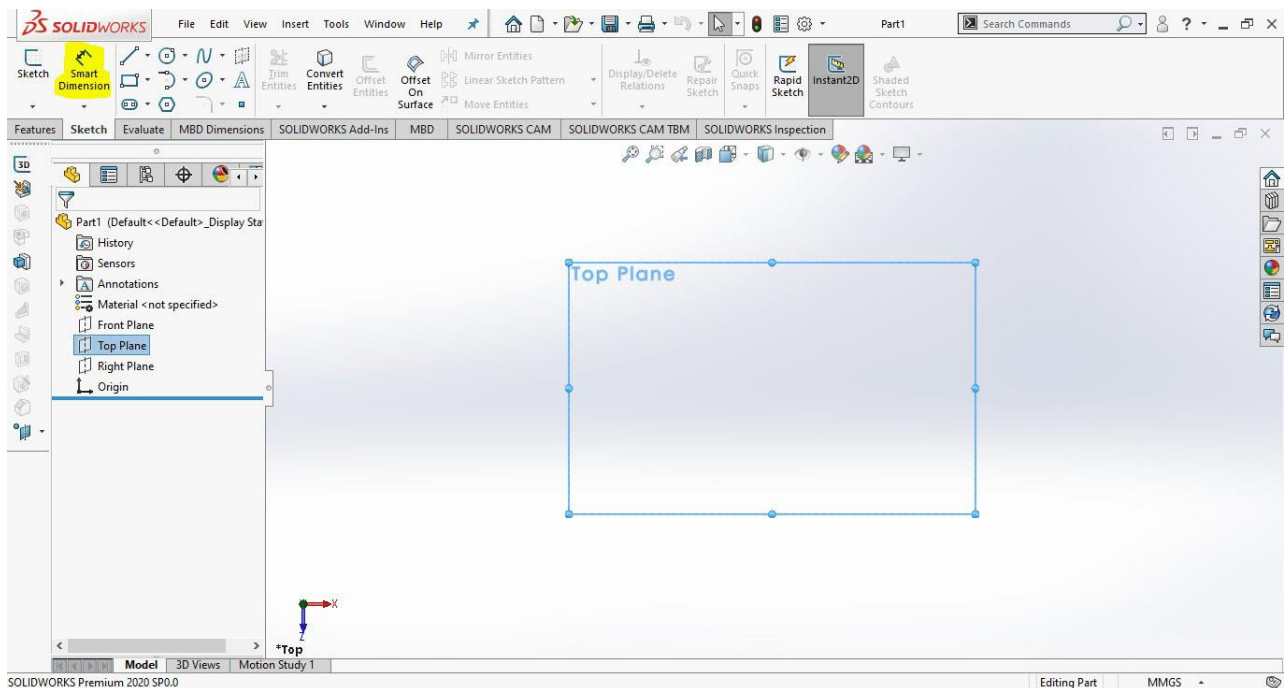 SOLIDWORKS File Edit View Insert Tools Window Help Part1 Search Commands ?
Sketch Smart Dimension Trim Entities Convert Entities Offset Entities Offset On Surface Mirror Entities Linear Sketch Pattern Move Entities Display/Delete Relations Repair Sketch Quick Snaps Rapid Sketch Instant2D Shaded Sketch Contours
Features Sketch Evaluate MBD Dimensions SOLIDWORKS Add-Ins MBD SOLIDWORKS CAM SOLIDWORKS CAM TBM SOLIDWORKS Inspection
3D
Part1 (Default<<Default>_Display Sta
History
Sensors
A Annotations
Material <not specified>
Front Plane
Top Plane
Right Plane
Origin
Top Plane
X
Z
*Top
Model 3D Views Motion Study 1
SOLIDWORKS Premium 2020 SP0.0 Editing Part MMGS